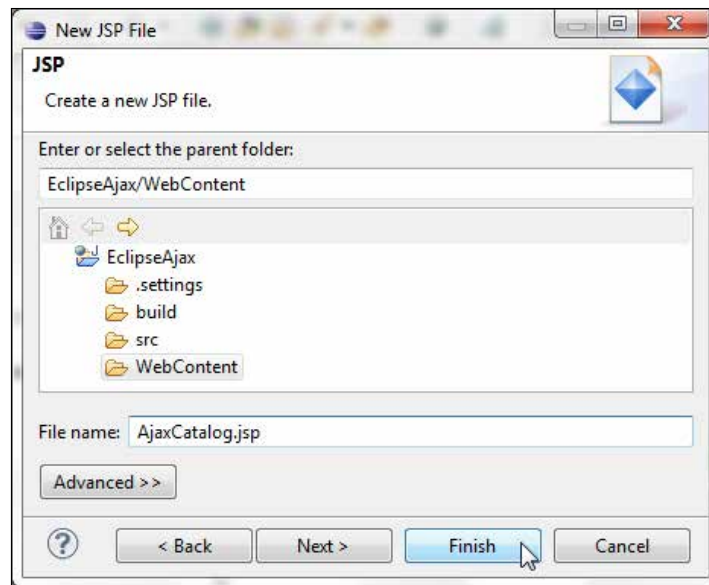 New JSP File
JSP
Create a new JSP file.
Enter or select the parent folder:
EclipseAjax/WebContent
EclipseAjax
.settings
build
src
WebContent
File name: AjaxCatalog.jsp
Advanced >>
< Back Next > Finish Cancel